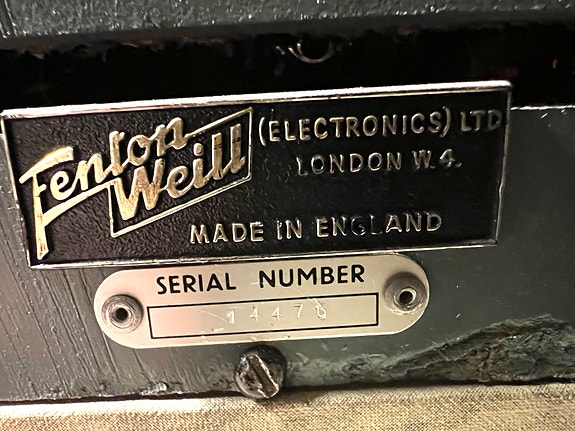 Fenton
Weill
(ELECTRONICS) LTD
LONDON W.4.
MADE IN ENGLAND
SERIAL NUMBER